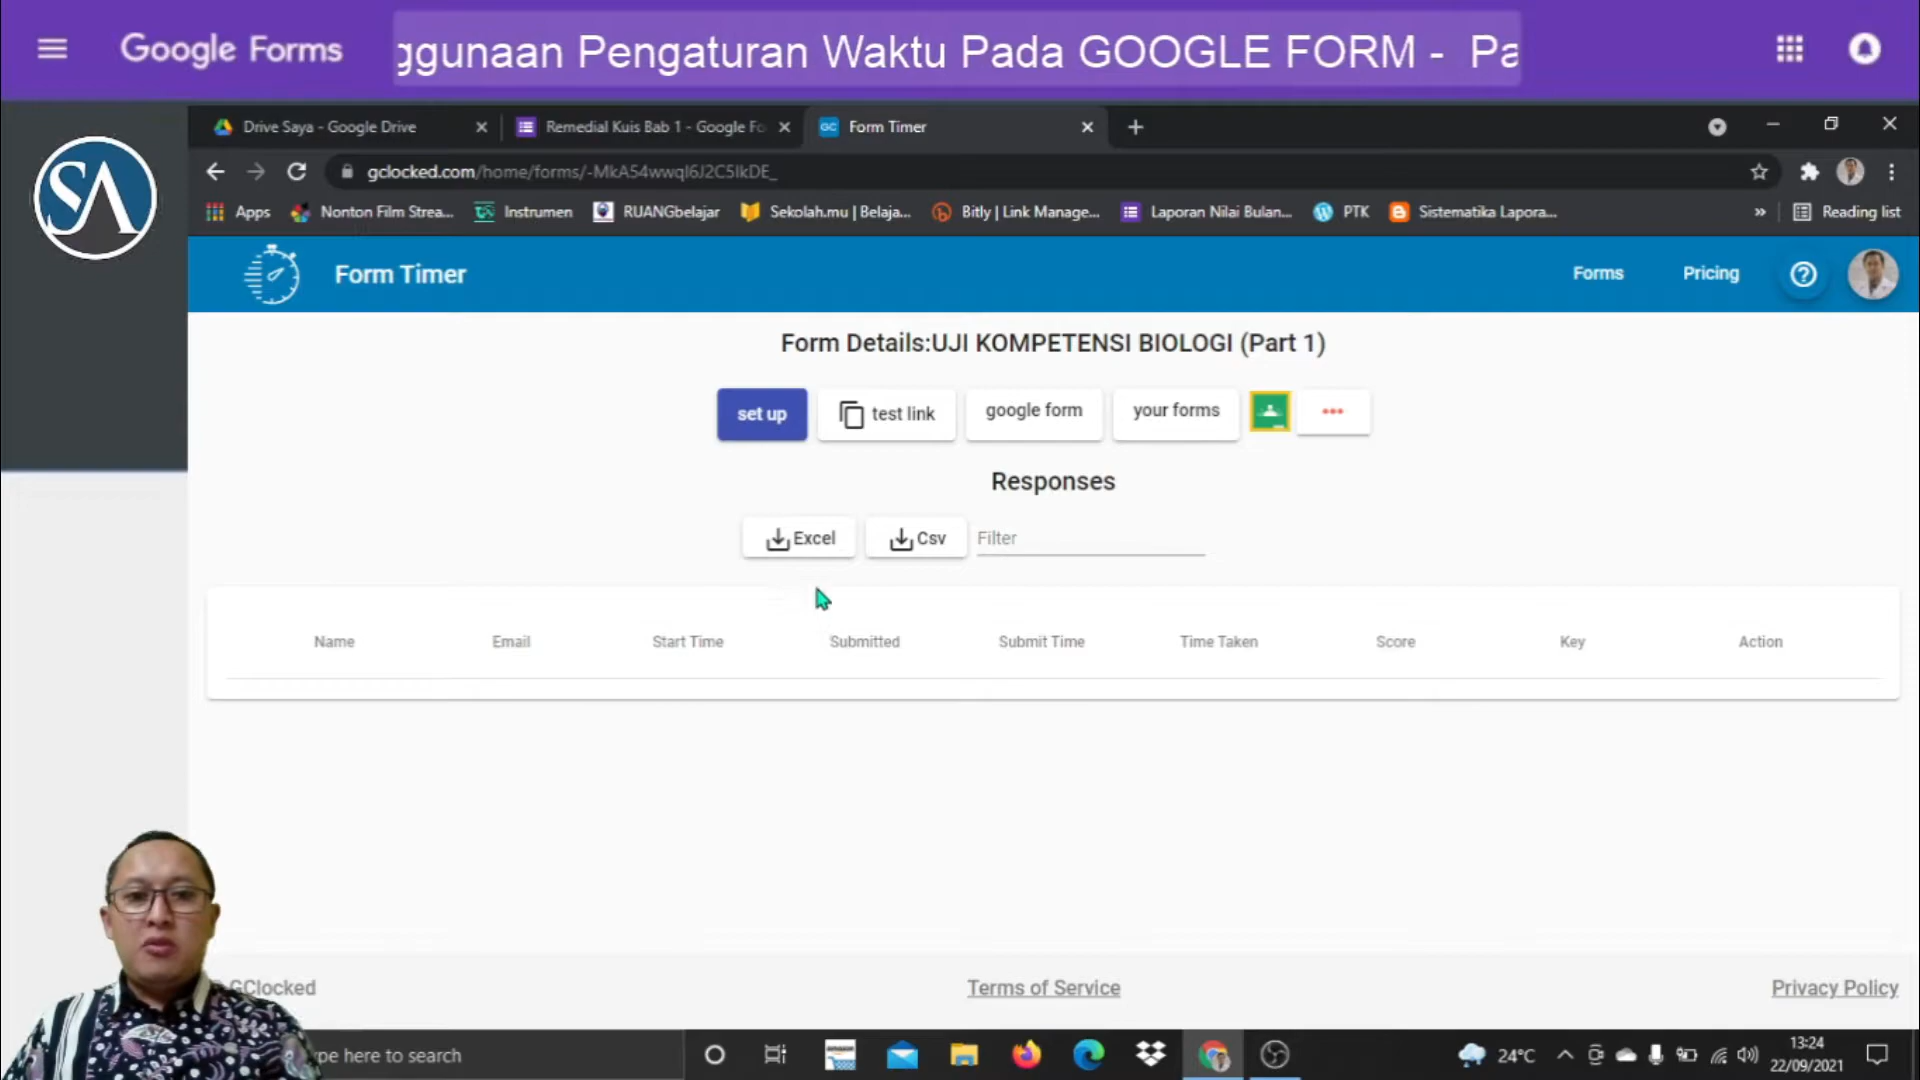 Google Forms
ggunaan Pengaturan Waktu Pada GOOGLE FORM - Pa
SA
Drive Saya - Google Drive
Remedial Kuis Bab 1 - Google Fo
GC Form Timer
gclocked.com/home/forms/-MkA54wwqI6J2C5IkDE_
Apps
Nonton Film Strea...
Instrumen
RUANGbelajar
Sekolah.mu | Belaja...
Bitly | Link Manage...
Laporan Nilai Bulan...
PTK
Sistematika Lapora...
»
Reading list
Form Timer
Forms
Pricing
Form Details:UJI KOMPETENSI BIOLOGI (Part 1)
set up
test link
google form
your forms
Responses
Excel
Csv
Filter
Name Email Start Time Submitted Submit Time Time Taken Score Key Action
GClocked
Terms of Service
Privacy Policy
pe here to search
24°C
13:24
22/09/2021